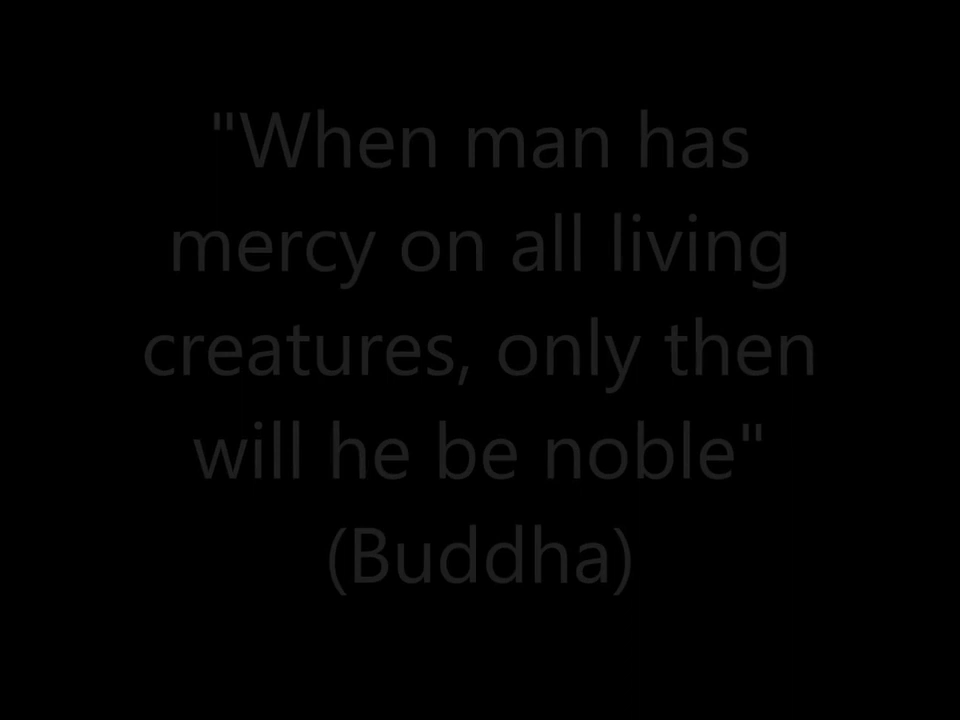 "When man has
mercy on all living
creatures, only then
will he be noble"
(Buddha)